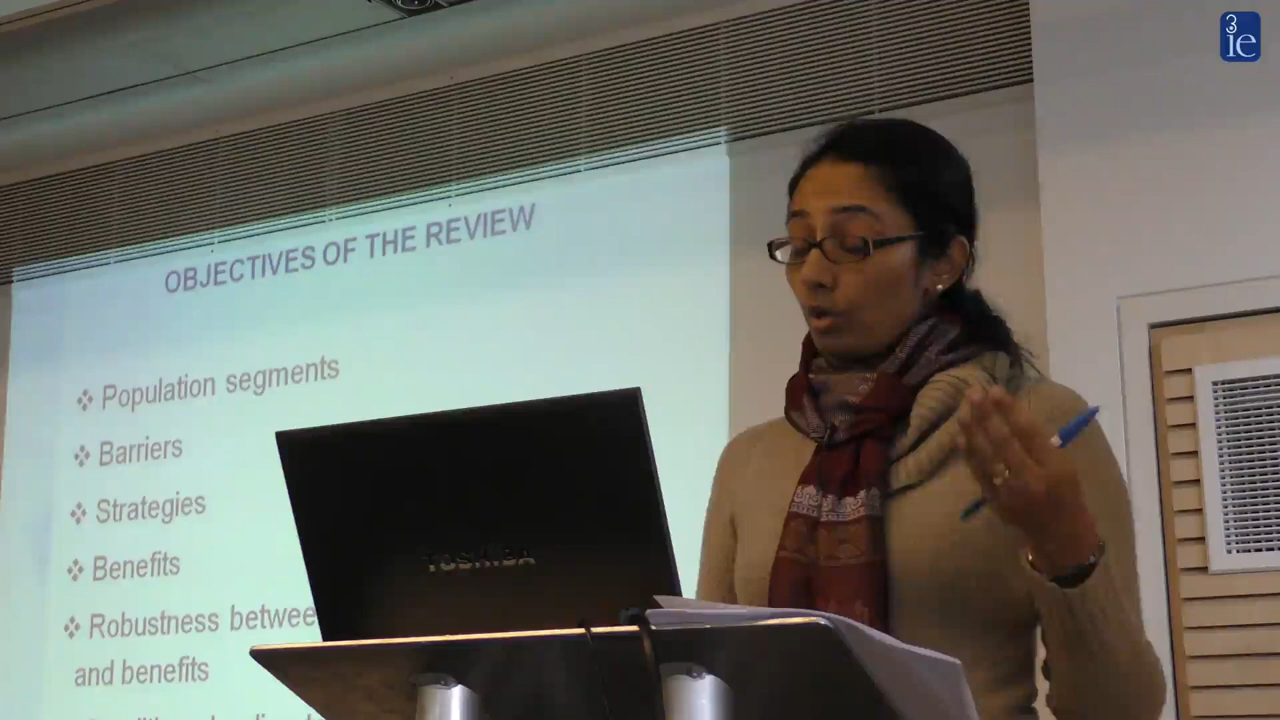 3ie
OBJECTIVES OF THE REVIEW
❖ Population segments
❖ Barriers
❖ Strategies
❖ Benefits
❖ Robustness betwee
and benefits
TOSHIBA